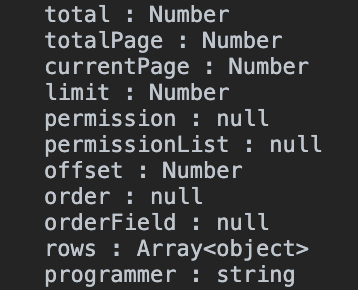 total : Number
totalPage : Number
currentPage : Number
limit : Number
permission : null
permissionList : null
offset : Number
order : null
orderField : null
rows : Array<object>
programmer : string